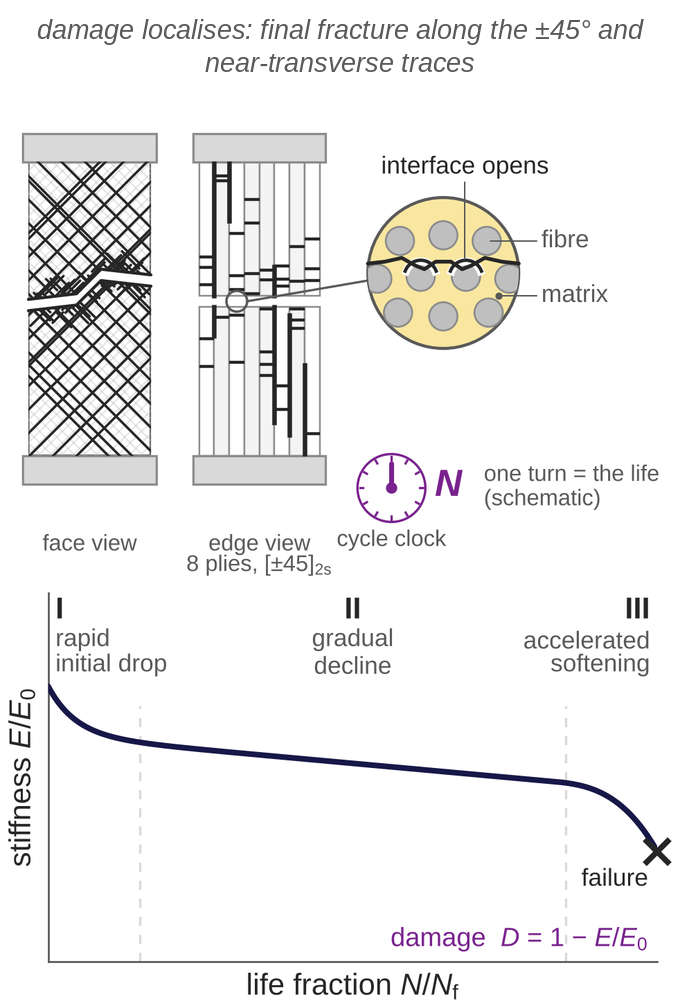 damage localises: final fracture along the ±45° and
near-transverse traces
interface opens
fibre
matrix
N
one turn = the life
(schematic)
face view
edge view
8 plies, [±45]2s
cycle clock
I
II
III
rapid
initial drop
gradual
decline
accelerated
softening
stiffness E/E0
failure
damage D = 1 − E/E0
life fraction N/Nf